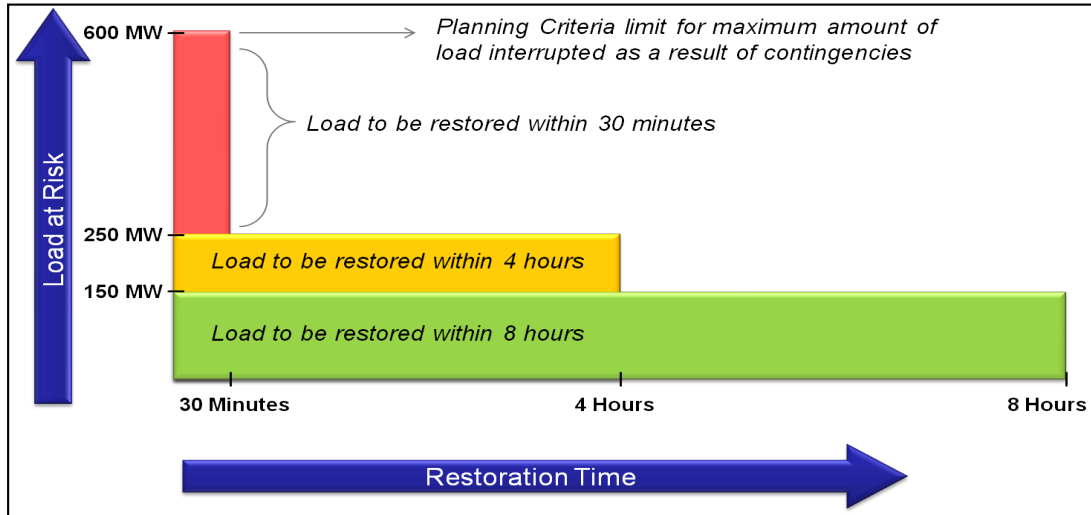 600 MW
Planning Criteria limit for maximum amount of
load interrupted as a result of contingencies
Load to be restored within 30 minutes
Load at Risk
250 MW
Load to be restored within 4 hours
150 MW
Load to be restored within 8 hours
30 Minutes
4 Hours
8 Hours
Restoration Time